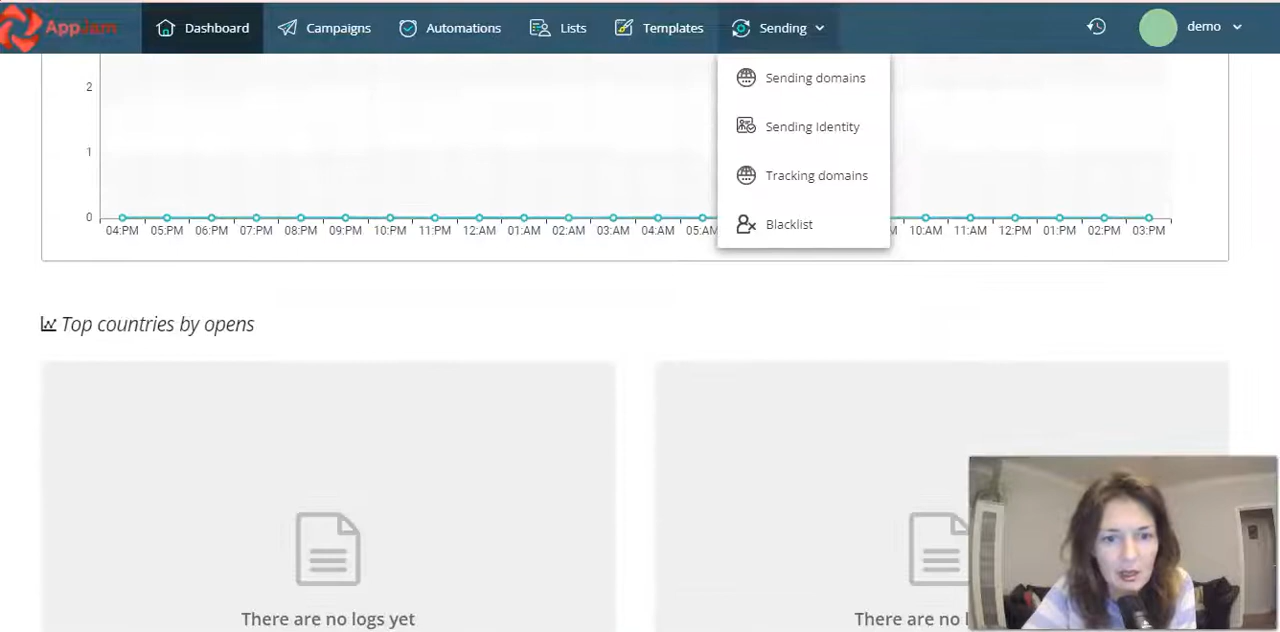 AppJam Dashboard Campaigns Automations Lists Templates Sending demo
Sending domains
Sending Identity
Tracking domains
Blacklist
2
1
0
04:PM 05:PM 06:PM 07:PM 08:PM 09:PM 10:PM 11:PM 12:AM 01:AM 02:AM 03:AM 04:AM 05:AM 10:AM 11:AM 12:PM 01:PM 02:PM 03:PM
Top countries by opens
There are no logs yet
There are no